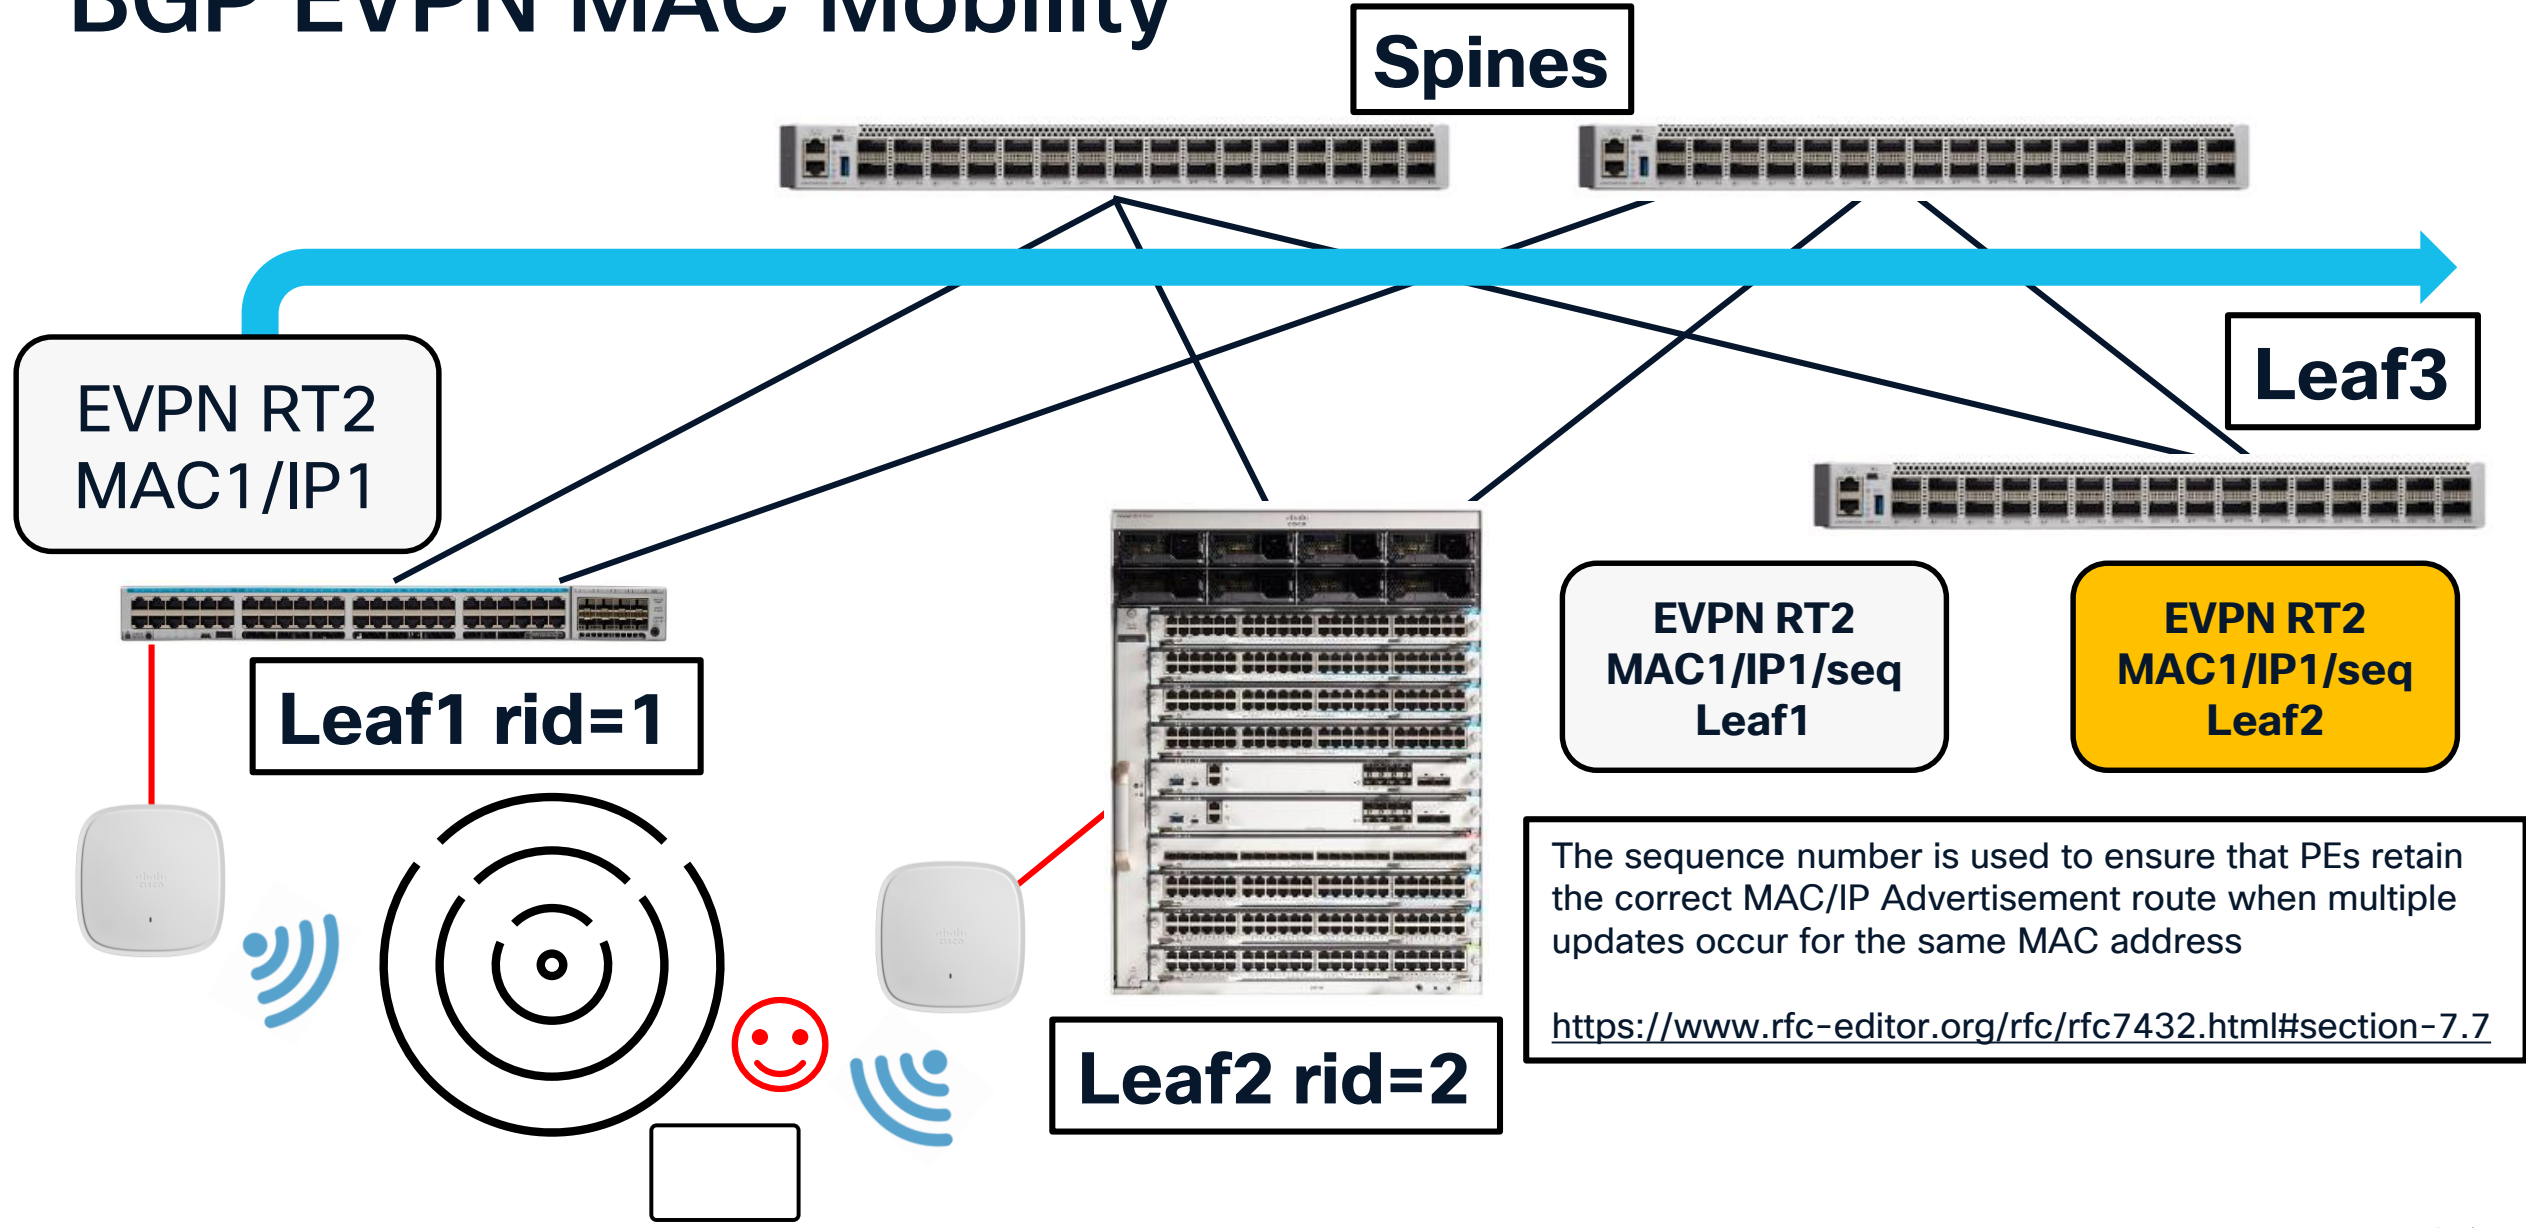 BGP EVPN MAC Mobility
Spines
EVPN RT2
MAC1/IP1
Leaf3
Leaf1 rid=1
EVPN RT2
MAC1/IP1/seq
Leaf1
EVPN RT2
MAC1/IP1/seq
Leaf2
The sequence number is used to ensure that PEs retain
the correct MAC/IP Advertisement route when multiple
updates occur for the same MAC address
https://www.rfc-editor.org/rfc/rfc7432.html#section-7.7
Leaf2 rid=2